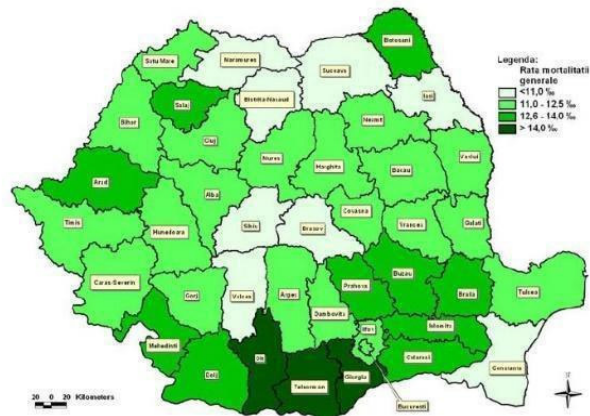 Botosani
Satu Mare
Maramures
Suceava
Legenda:
Rata mortalitatii
generale
<11,0 ‰
11,0 - 12.5 ‰
12,6 - 14,0 ‰
> 14,0 ‰
Salaj
Bistrita-Nasaud
Iasi
Bihor
Cluj
Neamt
Mures
Harghita
Bacau
Vaslui
Arad
Alba
Timis
Hunedoara
Sibiu
Brasov
Covasna
Vrancea
Galati
Caras-Severin
Gorj
Valcea
Arges
Prahova
Buzau
Braila
Tulcea
Dambovita
Ilfov
Ialomita
Mehedinti
Dolj
Olt
Teleorman
Giurgiu
Calarasi
Constanta
Bucuresti
20 0 20 Kilometers